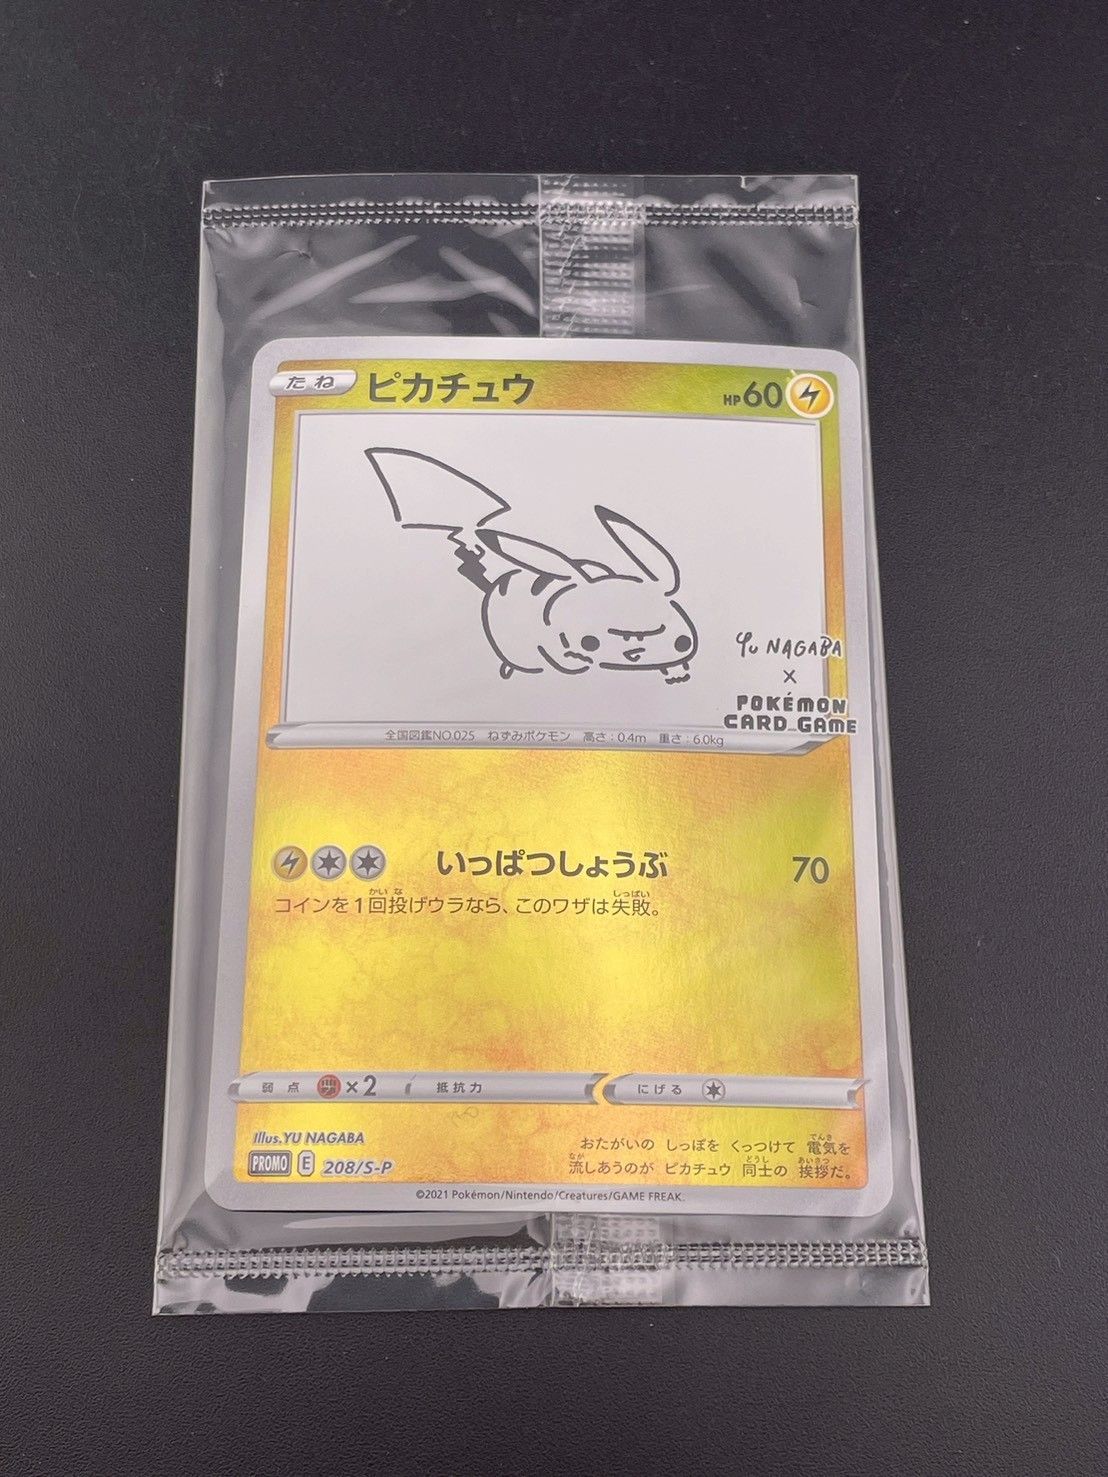 たね ピカチュウ HP60
Yu NAGABA
×
POKÉMON
CARD GAME
全国図鑑NO.025 ねずみポケモン 高さ:0.4m 重さ:6.0kg
いっぱつしょうぶ 70
コインを1回投げウラなら、このワザは失敗。
弱点 ×2 抵抗力 にげる
Illus.YU NAGABA
PROMO E 208/S-P
おたがいの しっぽを くっつけて 電気を
流しあうのが ピカチュウ 同士の 挨拶だ。
©2021 Pokémon/Nintendo/Creatures/GAME FREAK.